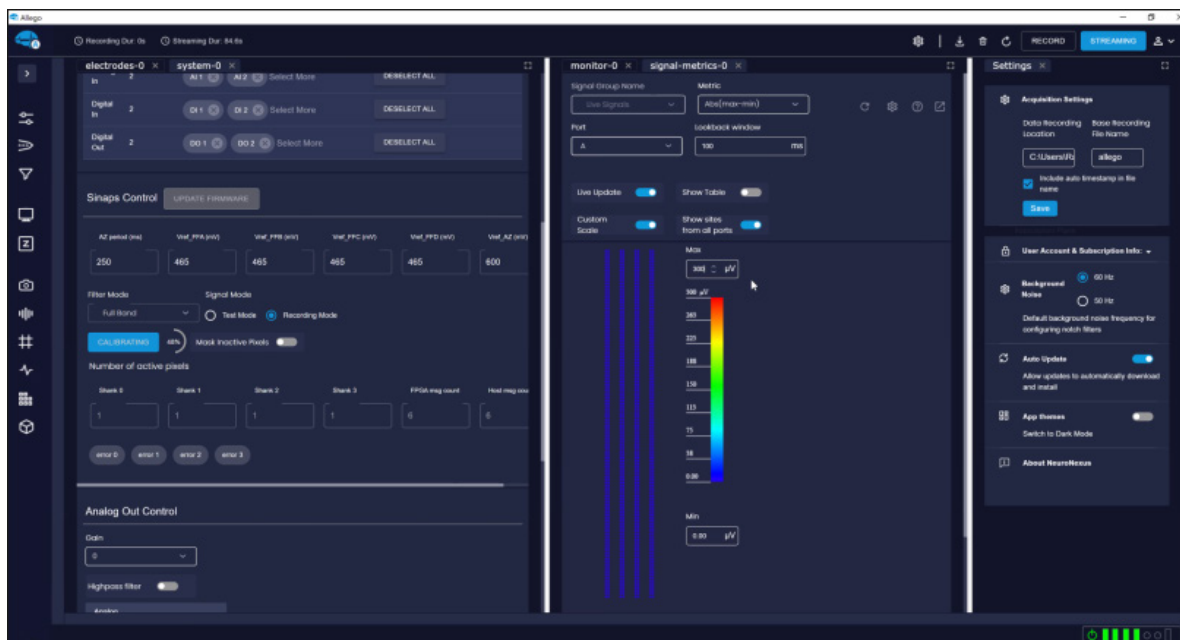 Allego
Recording Dur: 0s
Streaming Dur: 84.6s
RECORD
STREAMING
electrodes-0 ×
system-0 ×
In
2
AI 1
AI 2
Select More
DESELECT ALL
Digital In
2
DI 1
DI 2
Select More
DESELECT ALL
Digital Out
2
DO 1
DO 2
Select More
DESELECT ALL
Sinaps Control
UPDATE FIRMWARE
AZ period (ms)
Vref_FPA (mV)
Vref_FPB (mV)
Vref_FPC (mV)
Vref_FPD (mV)
Vref_AZ (mV)
250
465
465
465
465
600
Filter Mode
Signal Mode
Full Band
Test Mode
Recording Mode
CALIBRATING
48%
Mask Inactive Pixels
Number of active pixels
Shank 0
Shank 1
Shank 2
Shank 3
FPGA msg count
Host msg cou
1
1
1
1
6
6
error 0
error 1
error 2
error 3
Analog Out Control
Gain
0
Highpass filter
Analog
monitor-0 ×
signal-metrics-0 ×
Signal Group Name
Metric
Live Signals
Abs(max-min)
Port
Lookback window
A
100
ms
Live Update
Show Table
Custom Scale
Show sites from all ports
Max
300
µV
300 µV
263
225
188
150
113
75
38
0.00
Min
0.00
µV
Settings ×
Acquisition Settings
Data Recording Location
Base Recording File Name
C:\Users\R
allego
Include auto timestamp in file name
Save
User Account & Subscription Info:
Background Noise
60 Hz
50 Hz
Default background noise frequency for
configuring notch filters
Auto Update
Allow updates to automatically download
and install
App themes
Switch to Dark Mode
About NeuroNexus